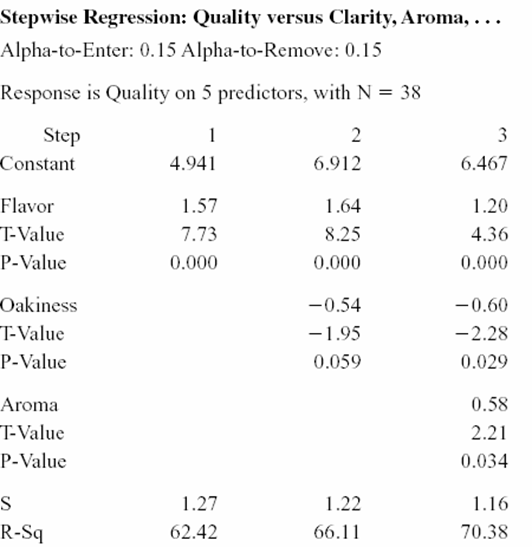 Stepwise Regression: Quality versus Clarity, Aroma, . . .
Alpha-to-Enter: 0.15 Alpha-to-Remove: 0.15
Response is Quality on 5 predictors, with N = 38
Step 1 2 3
Constant 4.941 6.912 6.467
Flavor 1.57 1.64 1.20
T-Value 7.73 8.25 4.36
P-Value 0.000 0.000 0.000
Oakiness −0.54 −0.60
T-Value −1.95 −2.28
P-Value 0.059 0.029
Aroma 0.58
T-Value 2.21
P-Value 0.034
S 1.27 1.22 1.16
R-Sq 62.42 66.11 70.38